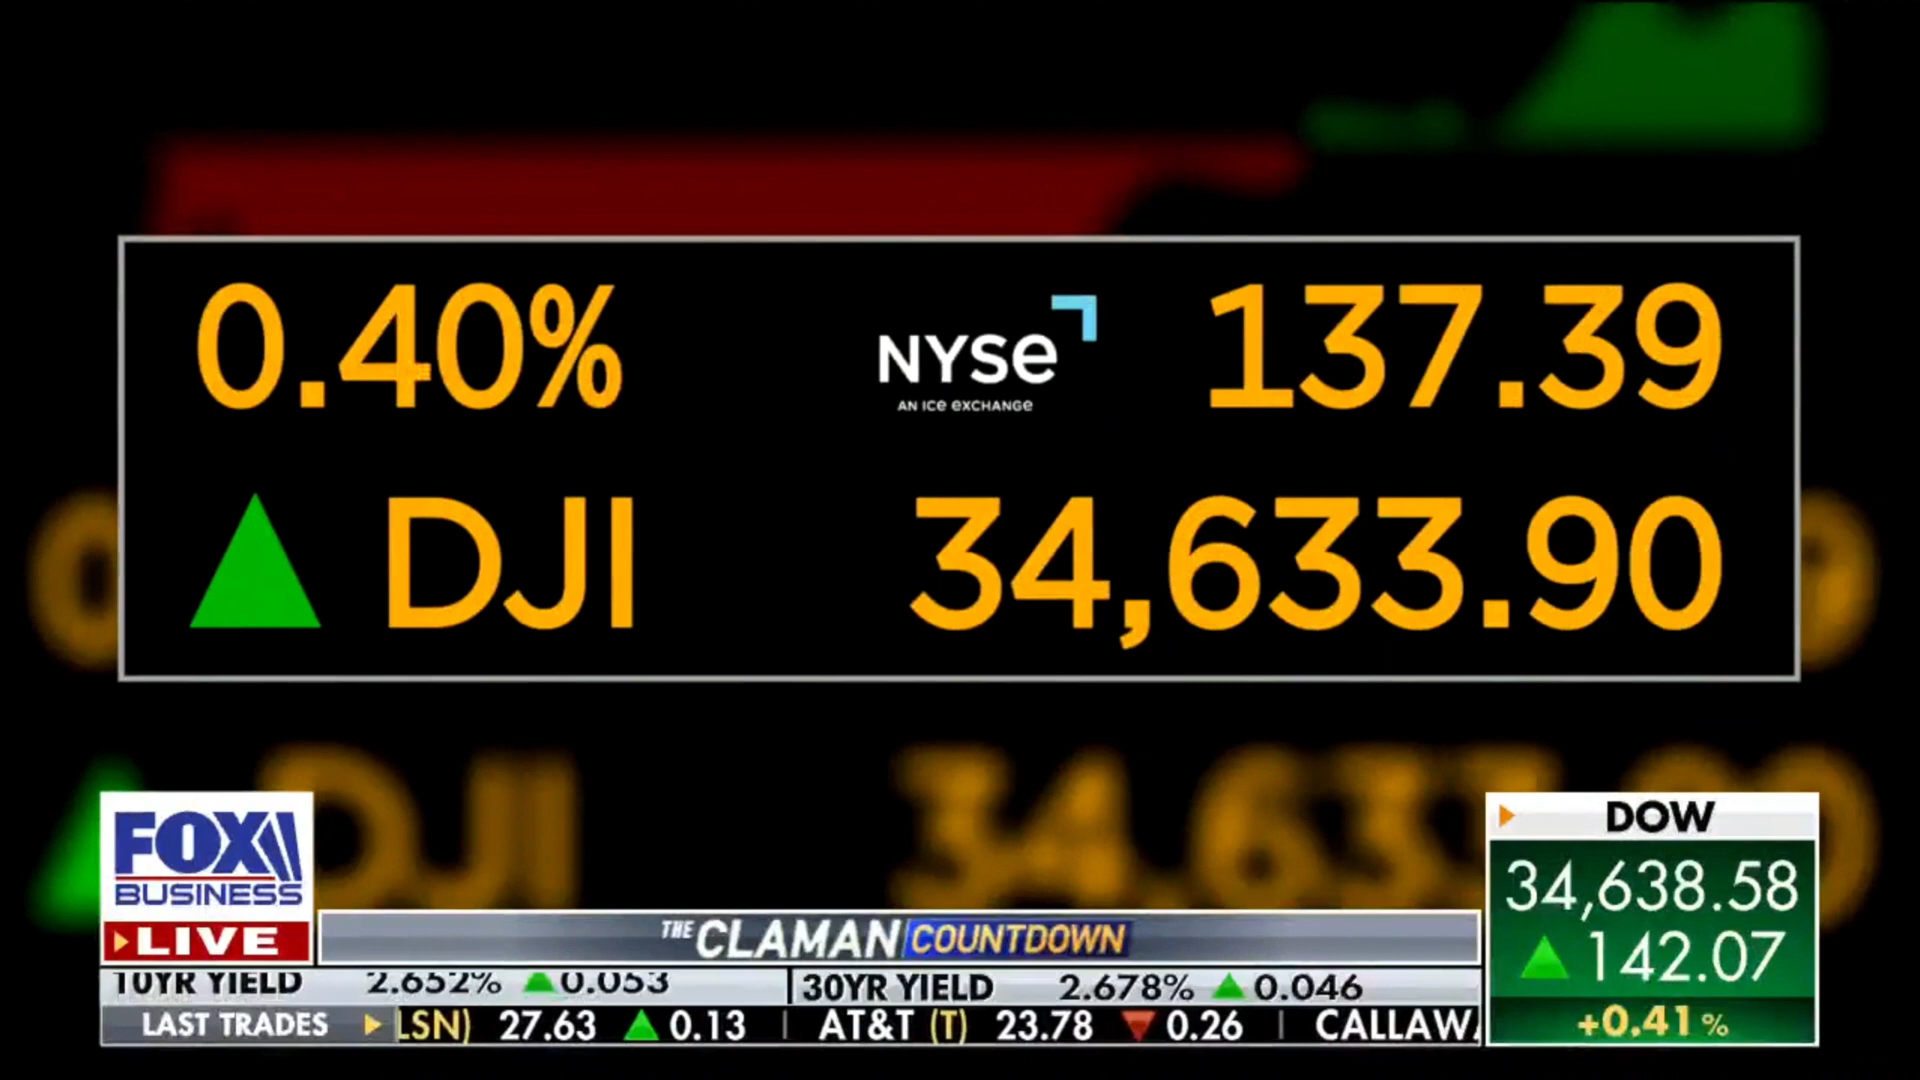 0.40% NYSe 137.39
AN ICE EXCHANGE
▲ DJI 34,633.90
FOX BUSINESS
LIVE
THE CLAMAN COUNTDOWN
10YR YIELD 2.652% ▲ 0.053 30YR YIELD 2.678% ▲ 0.046
LAST TRADES LSN) 27.63 ▲ 0.13 | AT&T (T) 23.78 ▼ 0.26 | CALLAWA
DOW
34,638.58
▲ 142.07
+0.41%